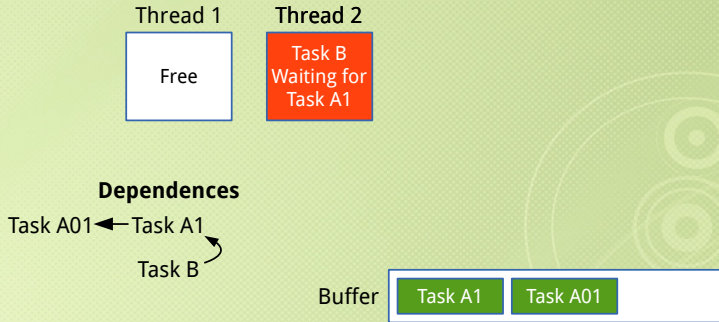 Thread 1
Thread 2
Free
Task B
Waiting for
Task A1
Dependences
Task A01
Task A1
Task B
Buffer
Task A1
Task A01